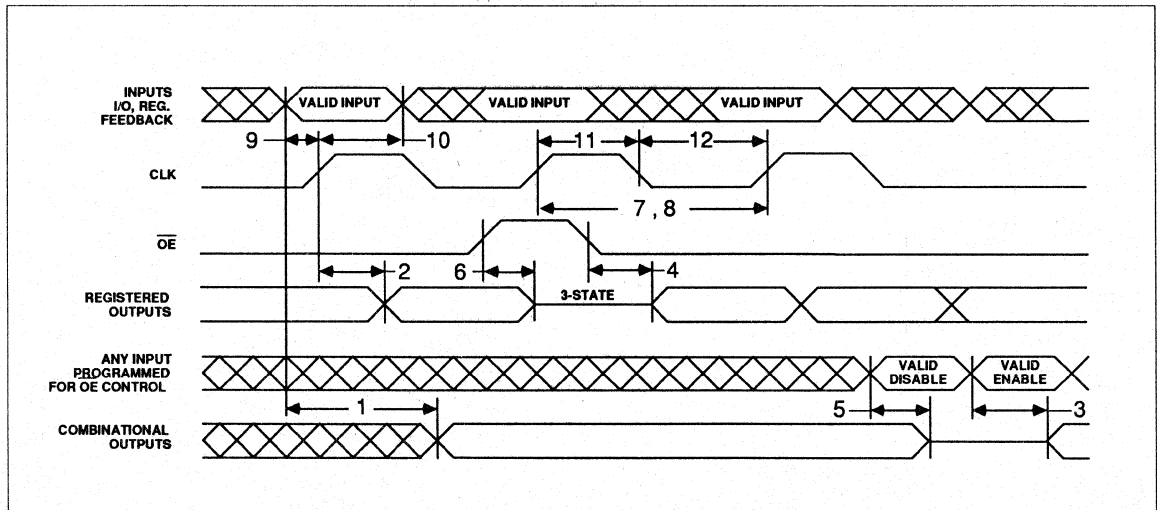 INPUTS
I/O, REG.
FEEDBACK
VALID INPUT
VALID INPUT
VALID INPUT
9
10
11
12
CLK
7 , 8
OE
2
6
4
REGISTERED
OUTPUTS
3-STATE
ANY INPUT
PROGRAMMED
FOR OE CONTROL
VALID
DISABLE
VALID
ENABLE
1
5
3
COMBINATIONAL
OUTPUTS